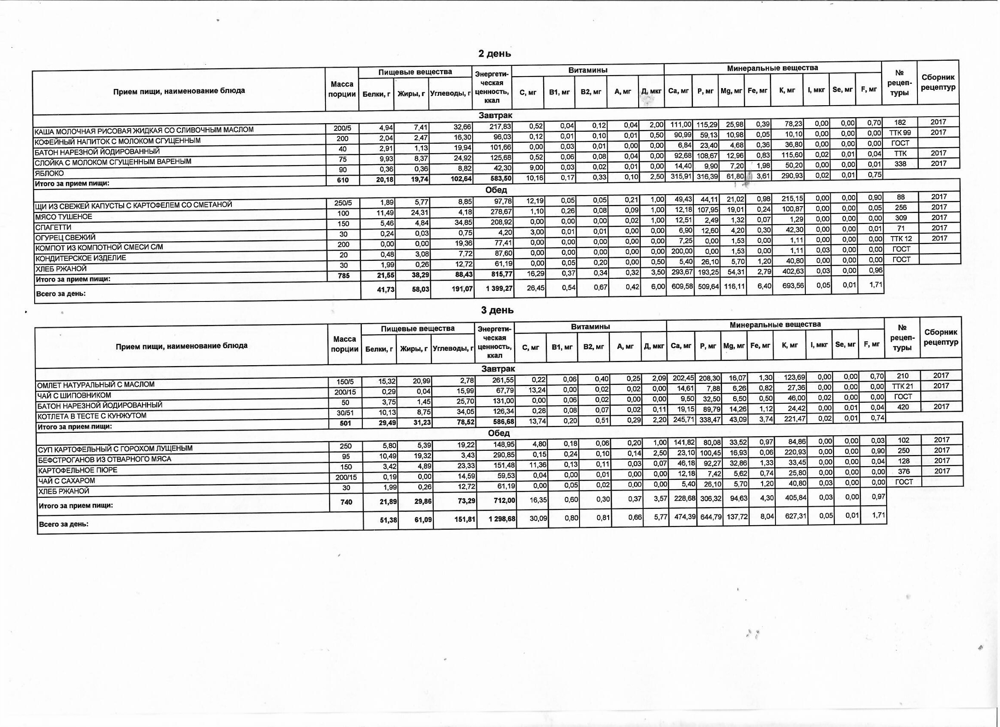 2 день
Прием пищи, наименование блюда Масса порции Пищевые вещества Энергети-ческая ценность, ккал Витамины Минеральные вещества № рецеп-туры Сборник рецептур
Белки, г Жиры, г Углеводы, г С, мг В1, мг В2, мг А, мг Д, мкг Ca, мг P, мг Mg, мг Fe, мг К, мг I, мкг Se, мг F, мг
Завтрак
КАША МОЛОЧНАЯ РИСОВАЯ ЖИДКАЯ СО СЛИВОЧНЫМ МАСЛОМ 200/5 4,94 7,41 32,66 217,83 0,52 0,04 0,12 0,04 2,00 111,00 115,29 25,98 0,39 78,23 0,00 0,00 0,70 182 2017
КОФЕЙНЫЙ НАПИТОК С МОЛОКОМ СГУЩЕННЫМ 200 2,04 2,47 16,30 96,03 0,12 0,01 0,10 0,01 0,50 90,99 59,13 10,98 0,05 10,10 0,00 0,00 0,00 ТТК 99 2017
БАТОН НАРЕЗНОЙ ЙОДИРОВАННЫЙ 40 2,91 1,13 19,94 101,66 0,00 0,03 0,01 0,00 0,00 6,84 23,40 4,68 0,36 36,80 0,00 0,00 0,00 ГОСТ
СЛОЙКА С МОЛОКОМ СГУЩЕННЫМ ВАРЕНЫМ 75 9,93 8,37 24,92 125,68 0,52 0,06 0,08 0,04 0,00 92,68 108,67 12,96 0,83 115,60 0,02 0,01 0,04 ТТК 2017
ЯБЛОКО 90 0,36 0,36 8,82 42,30 9,00 0,03 0,02 0,01 0,00 14,40 9,90 7,20 1,98 50,20 0,00 0,00 0,01 338 2017
Итого за прием пищи: 610 20,18 19,74 102,64 583,50 10,16 0,17 0,33 0,10 2,50 315,91 316,39 61,80 3,61 290,93 0,02 0,01 0,75
Обед
ЩИ ИЗ СВЕЖЕЙ КАПУСТЫ С КАРТОФЕЛЕМ СО СМЕТАНОЙ 250/5 1,89 5,77 8,85 97,78 12,19 0,05 0,05 0,21 1,00 49,43 44,11 21,02 0,98 215,15 0,00 0,00 0,90 88 2017
МЯСО ТУШЕНОЕ 100 11,49 24,31 4,18 278,67 1,10 0,26 0,08 0,09 1,00 12,18 107,95 19,01 0,24 100,87 0,00 0,00 0,05 256 2017
СПАГЕТТИ 150 5,46 4,84 34,85 208,92 0,00 0,00 0,00 0,02 1,00 12,51 2,49 1,32 0,07 1,29 0,00 0,00 0,00 309 2017
ОГУРЕЦ СВЕЖИЙ 30 0,24 0,03 0,75 4,20 3,00 0,01 0,01 0,00 0,00 6,90 12,60 4,20 0,30 42,30 0,00 0,00 0,01 71 2017
КОМПОТ ИЗ КОМПОТНОЙ СМЕСИ С/М 200 0,00 0,00 19,36 77,41 0,00 0,00 0,00 0,00 0,00 7,25 0,00 1,53 0,00 1,11 0,00 0,00 0,00 ТТК 12 2017
КОНДИТЕРСКОЕ ИЗДЕЛИЕ 20 0,48 3,08 7,72 87,60 0,00 0,00 0,00 0,00 0,00 200,00 0,00 1,53 0,00 1,11 0,03 0,00 0,00 ГОСТ
ХЛЕБ РЖАНОЙ 30 1,99 0,26 12,72 61,19 0,00 0,05 0,20 0,00 0,50 5,40 26,10 5,70 1,20 40,80 0,00 0,00 0,00 ГОСТ
Итого за прием пищи: 785 21,55 38,29 88,43 815,77 16,29 0,37 0,34 0,32 3,50 293,67 193,25 54,31 2,79 402,63 0,03 0,00 0,96
Всего за день: 41,73 58,03 191,07 1 399,27 26,45 0,54 0,67 0,42 6,00 609,58 509,64 116,11 6,40 693,56 0,05 0,01 1,71
3 день
Прием пищи, наименование блюда Масса порции Пищевые вещества Энергети-ческая ценность, ккал Витамины Минеральные вещества № рецеп-туры Сборник рецептур
Белки, г Жиры, г Углеводы, г С, мг В1, мг В2, мг А, мг Д, мкг Ca, мг P, мг Mg, мг Fe, мг К, мг I, мкг Se, мг F, мг
Завтрак
ОМЛЕТ НАТУРАЛЬНЫЙ С МАСЛОМ 150/5 15,32 20,99 2,78 261,55 0,22 0,06 0,40 0,25 2,09 202,45 208,30 16,07 1,30 123,69 0,00 0,00 0,70 210 2017
ЧАЙ С ШИПОВНИКОМ 200/15 0,29 0,04 15,99 67,79 13,24 0,00 0,02 0,02 0,00 14,61 7,88 6,26 0,82 27,36 0,00 0,00 0,00 ТТК 21 2017
БАТОН НАРЕЗНОЙ ЙОДИРОВАННЫЙ 50 3,75 1,45 25,70 131,00 0,00 0,06 0,02 0,00 0,00 9,50 32,50 6,50 0,50 46,00 0,02 0,00 0,00 ГОСТ
КОТЛЕТА В ТЕСТЕ С КУНЖУТОМ 30/51 10,13 8,75 34,05 126,34 0,28 0,08 0,07 0,02 0,11 19,15 89,79 14,26 1,12 24,42 0,00 0,01 0,04 420 2017
Итого за прием пищи: 501 29,49 31,23 78,52 586,68 13,74 0,20 0,51 0,29 2,20 245,71 338,47 43,09 3,74 221,47 0,02 0,01 0,74
Обед
СУП КАРТОФЕЛЬНЫЙ С ГОРОХОМ ЛУЩЕНЫМ 250 5,80 5,39 19,22 148,95 4,80 0,18 0,06 0,20 1,00 141,82 80,08 33,52 0,97 84,86 0,00 0,00 0,03 102 2017
БЕФСТРОГАНОВ ИЗ ОТВАРНОГО МЯСА 95 10,49 19,32 3,43 290,85 0,15 0,24 0,10 0,14 2,50 23,10 100,45 16,93 0,06 220,93 0,00 0,00 0,90 250 2017
КАРТОФЕЛЬНОЕ ПЮРЕ 150 3,42 4,89 23,33 151,48 11,36 0,13 0,11 0,03 0,07 46,18 92,27 32,86 1,33 33,45 0,00 0,00 0,04 128 2017
ЧАЙ С САХАРОМ 200/15 0,19 0,00 14,59 59,53 0,04 0,00 0,01 0,00 0,00 12,18 7,42 5,62 0,74 25,80 0,00 0,00 0,00 376 2017
ХЛЕБ РЖАНОЙ 30 1,99 0,26 12,72 61,19 0,00 0,05 0,02 0,00 0,00 5,40 26,10 5,70 1,20 40,80 0,03 0,00 0,00 ГОСТ
Итого за прием пищи: 740 21,89 29,86 73,29 712,00 16,35 0,60 0,30 0,37 3,57 228,68 306,32 94,63 4,30 405,84 0,03 0,00 0,97
Всего за день: 51,38 61,09 151,81 1 298,68 30,09 0,80 0,81 0,66 5,77 474,39 644,79 137,72 8,04 627,31 0,05 0,01 1,71